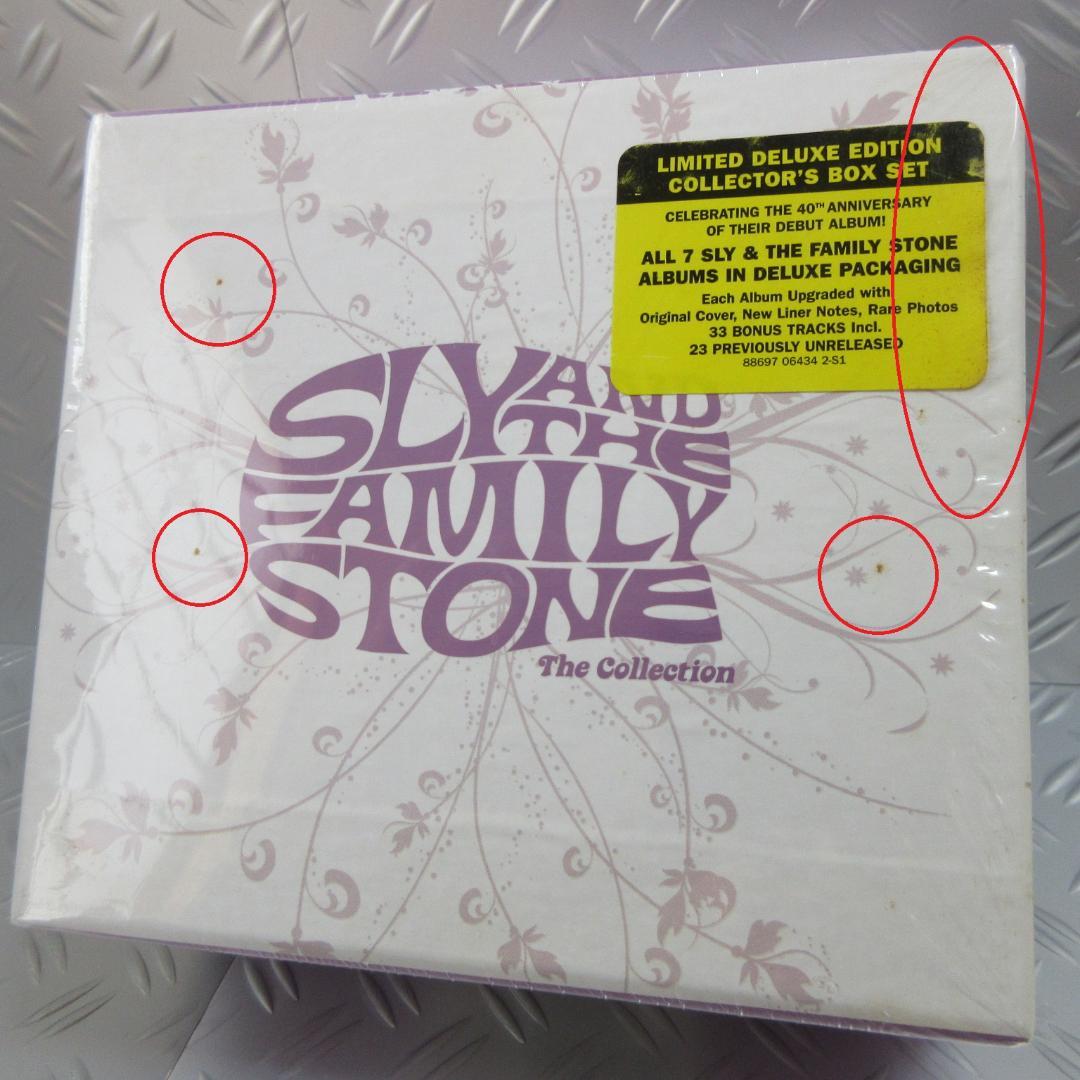 LIMITED DELUXE EDITION
COLLECTOR'S BOX SET
CELEBRATING THE 40TH ANNIVERSARY
OF THEIR DEBUT ALBUM!
ALL 7 SLY & THE FAMILY STONE
ALBUMS IN DELUXE PACKAGING
Each Album Upgraded with
Original Cover, New Liner Notes, Rare Photos
33 BONUS TRACKS Incl.
23 PREVIOUSLY UNRELEASED
88697 06434 2-S1
SLY AND
THE
FAMILY
STONE
The Collection